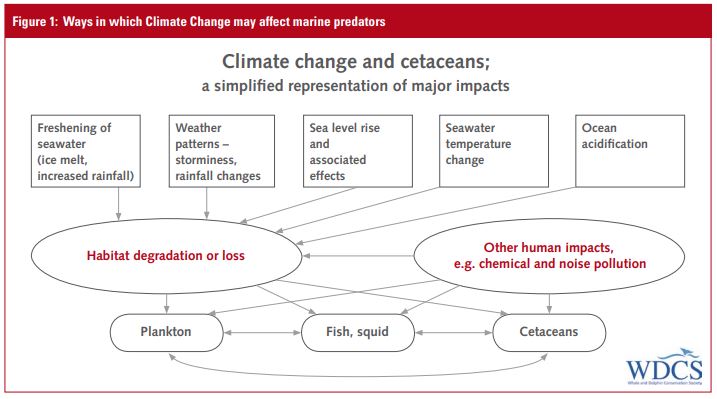 Figure 1: Ways in which Climate Change may affect marine predators
Climate change and cetaceans;
a simplified representation of major impacts
Freshening of
seawater
(ice melt,
increased rainfall)
Weather
patterns –
storminess,
rainfall changes
Sea level rise
and
associated
effects
Seawater
temperature
change
Ocean
acidification
Habitat degradation or loss
Other human impacts,
e.g. chemical and noise pollution
Plankton
Fish, squid
Cetaceans
WDCS
Whale and Dolphin Conservation Society